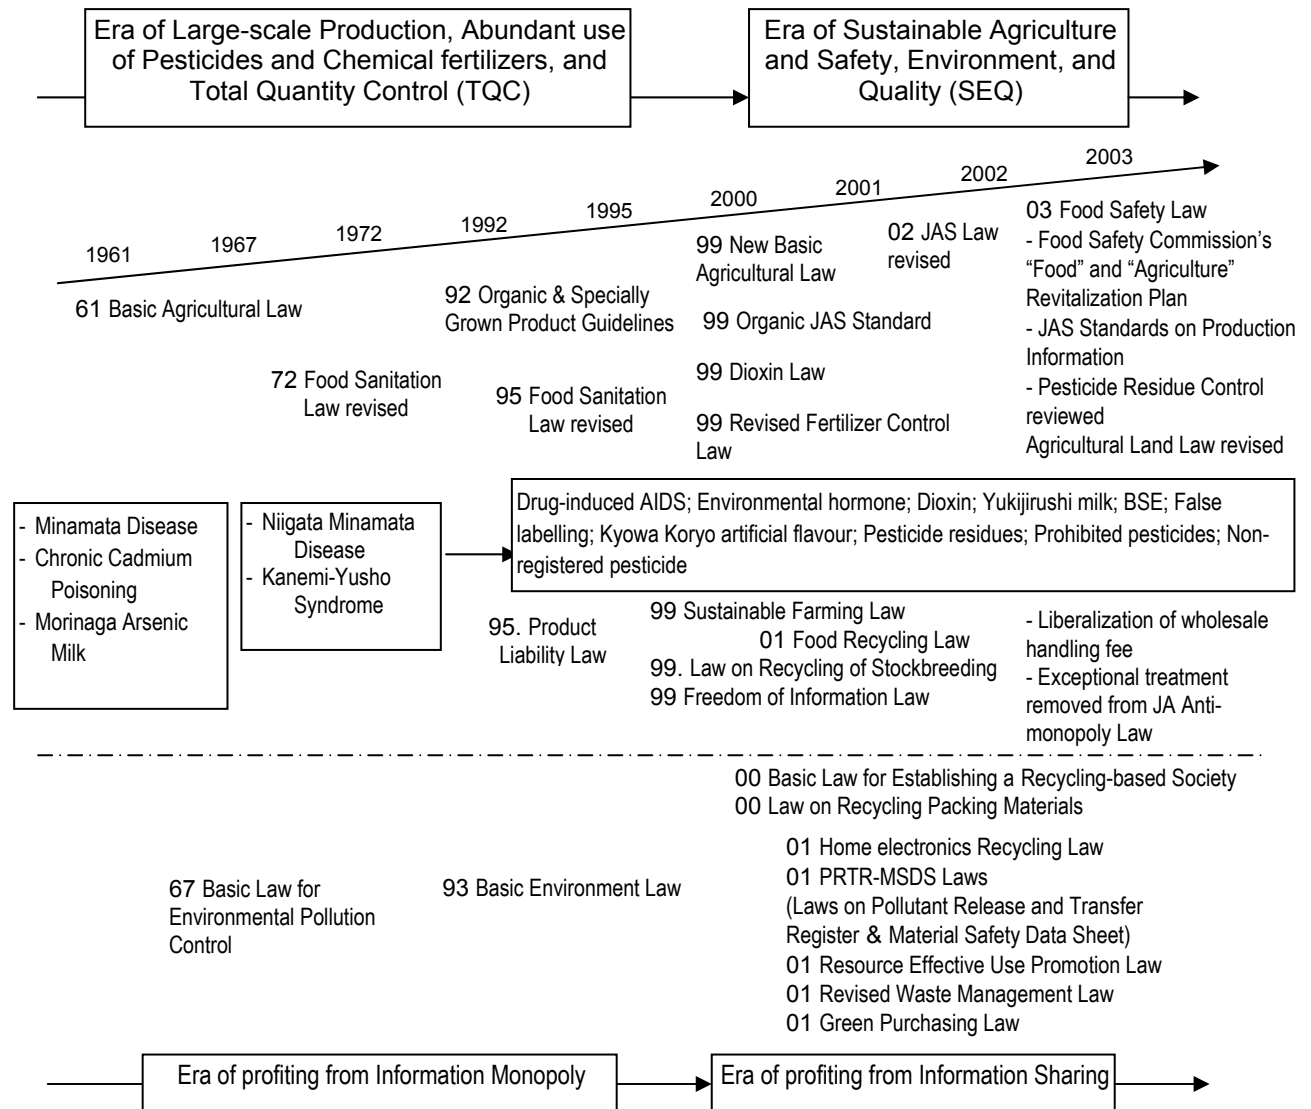 Era of Large-scale Production, Abundant use
of Pesticides and Chemical fertilizers, and
Total Quantity Control (TQC)
Era of Sustainable Agriculture
and Safety, Environment, and
Quality (SEQ)
1961
1967
1972
1992
1995
2000
2001
2002
2003
61 Basic Agricultural Law
72 Food Sanitation
Law revised
92 Organic & Specially
Grown Product Guidelines
95 Food Sanitation
Law revised
99 New Basic
Agricultural Law
99 Organic JAS Standard
99 Dioxin Law
99 Revised Fertilizer Control
Law
02 JAS Law
revised
03 Food Safety Law
- Food Safety Commission's
"Food" and "Agriculture"
Revitalization Plan
- JAS Standards on Production
Information
- Pesticide Residue Control
reviewed
Agricultural Land Law revised
- Minamata Disease
- Chronic Cadmium
Poisoning
- Morinaga Arsenic
Milk
- Niigata Minamata
Disease
- Kanemi-Yusho
Syndrome
Drug-induced AIDS; Environmental hormone; Dioxin; Yukijirushi milk; BSE; False
labelling; Kyowa Koryo artificial flavour; Pesticide residues; Prohibited pesticides; Non-
registered pesticide
95. Product
Liability Law
99 Sustainable Farming Law
01 Food Recycling Law
99. Law on Recycling of Stockbreeding
99 Freedom of Information Law
- Liberalization of wholesale
handling fee
- Exceptional treatment
removed from JA Anti-
monopoly Law
00 Basic Law for Establishing a Recycling-based Society
00 Law on Recycling Packing Materials
67 Basic Law for
Environmental Pollution
Control
93 Basic Environment Law
01 Home electronics Recycling Law
01 PRTR-MSDS Laws
(Laws on Pollutant Release and Transfer
Register & Material Safety Data Sheet)
01 Resource Effective Use Promotion Law
01 Revised Waste Management Law
01 Green Purchasing Law
Era of profiting from Information Monopoly
Era of profiting from Information Sharing